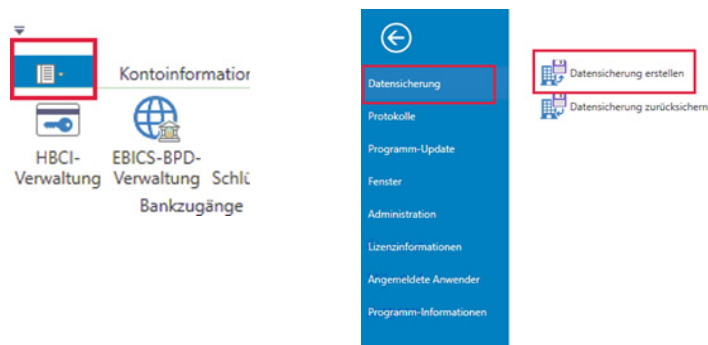 Kontoinformation
HBCI-
Verwaltung
EBICS-BPD-
Verwaltung
Bankzugänge
Datensicherung
Protokolle
Programm-Update
Fenster
Administration
Lizenzinformationen
Angemeldete Anwender
Programm-Informationen
Datensicherung erstellen
Datensicherung zurücksichern